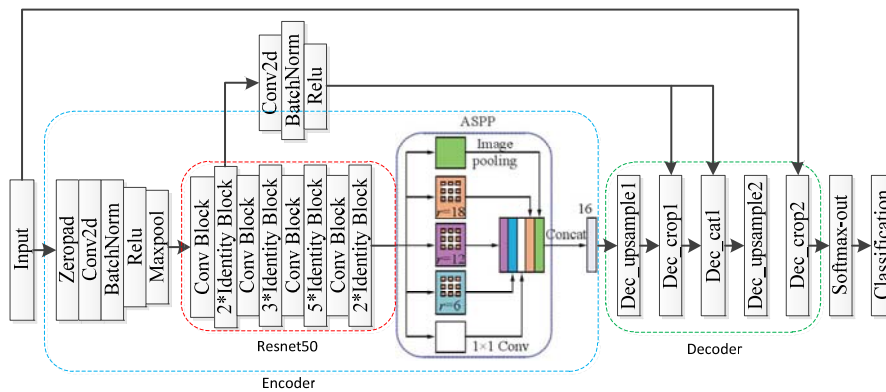 Conv2d
BatchNorm
Relu
ASPP
Image
pooling
Input
Zeropad
Conv2d
BatchNorm
Relu
Maxpool
Conv Block
2*Identity Block
Conv Block
3*Identity Block
Conv Block
5*Identity Block
Conv Block
2*Identity Block
r=18
r=12
r=6
1×1 Conv
Concat
16
Dec_upsample1
Dec_crop1
Dec_cat1
Dec_upsample2
Dec_crop2
Softmax-out
Classification
Resnet50
Decoder
Encoder